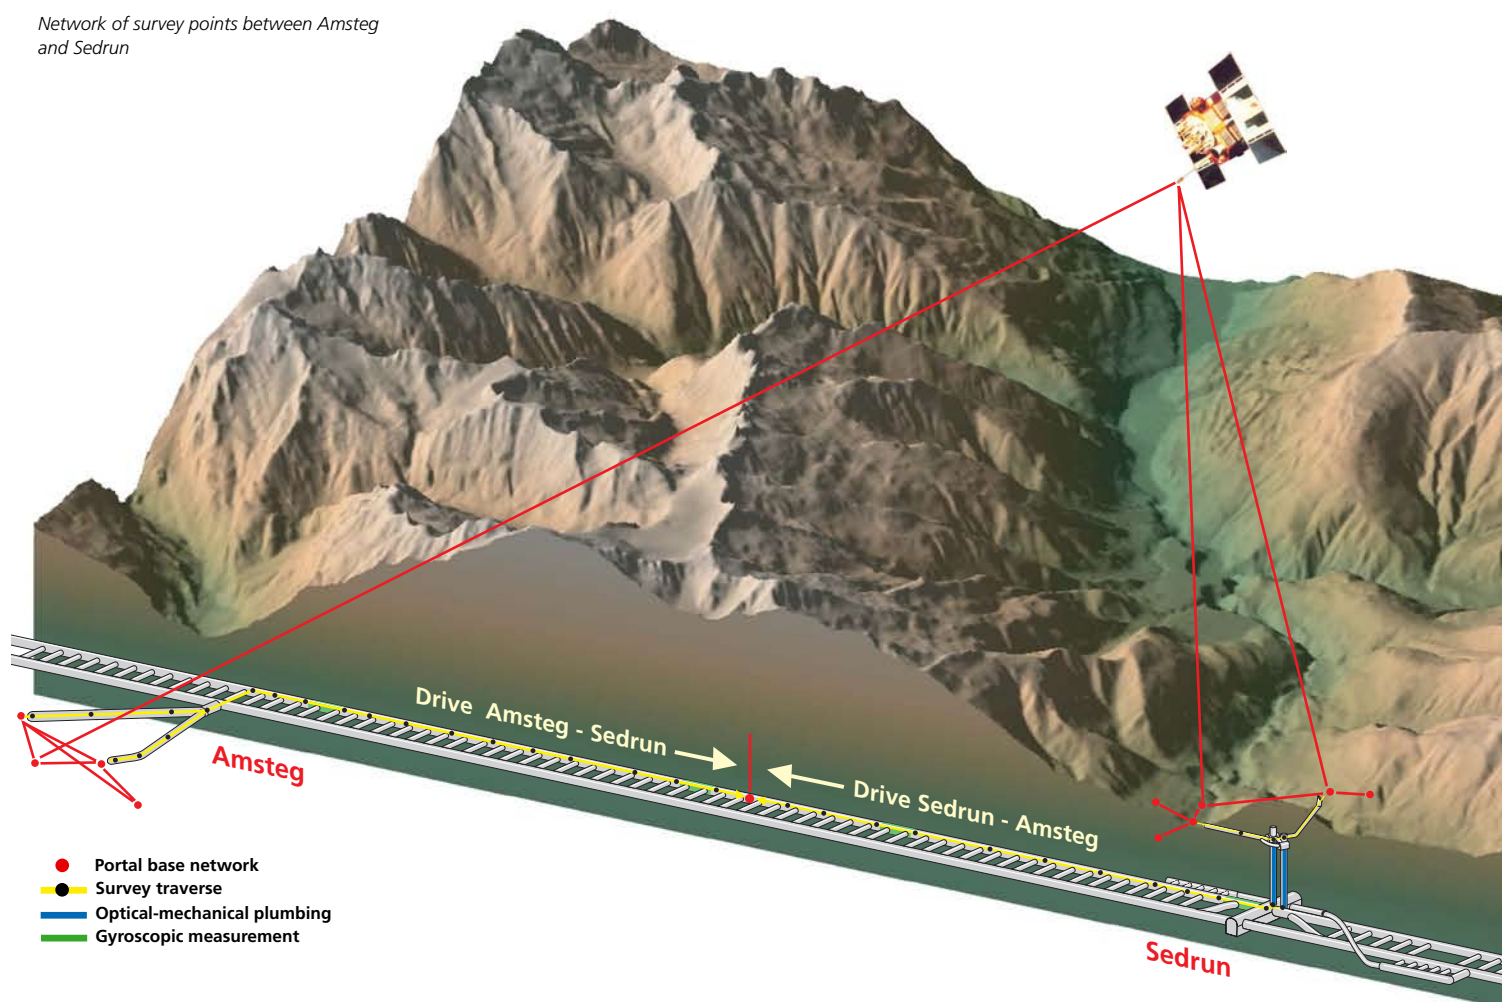 Network of survey points between Amsteg
and Sedrun
Drive Amsteg - Sedrun
Drive Sedrun - Amsteg
Amsteg
Sedrun
Portal base network
Survey traverse
Optical-mechanical plumbing
Gyroscopic measurement